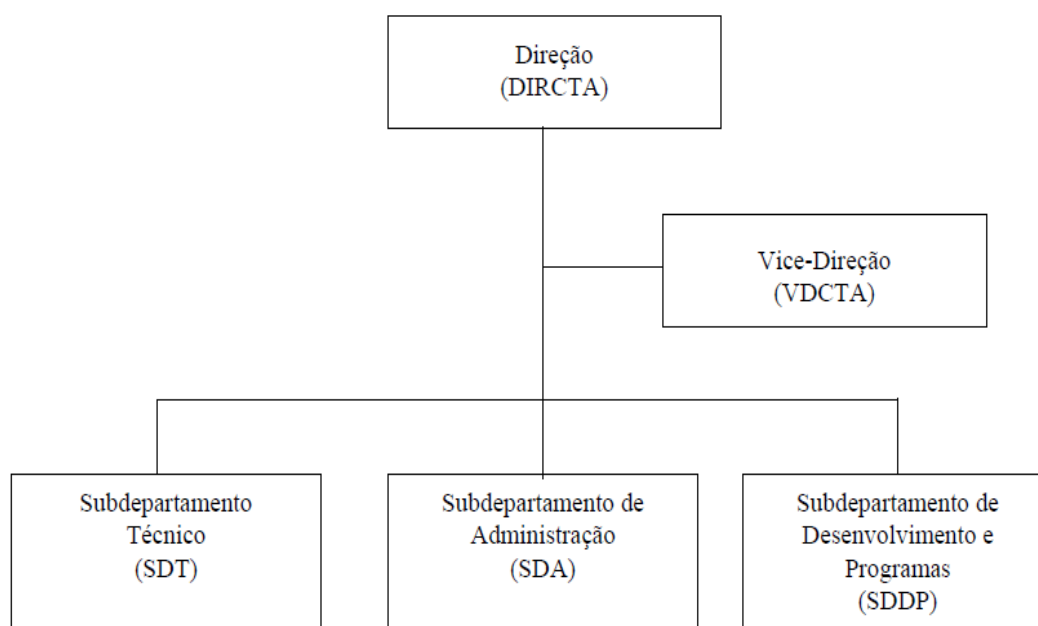 Direção
(DIRCTA)
Vice-Direção
(VDCTA)
Subdepartamento
Técnico
(SDT)
Subdepartamento de
Administração
(SDA)
Subdepartamento de
Desenvolvimento e
Programas
(SDDP)